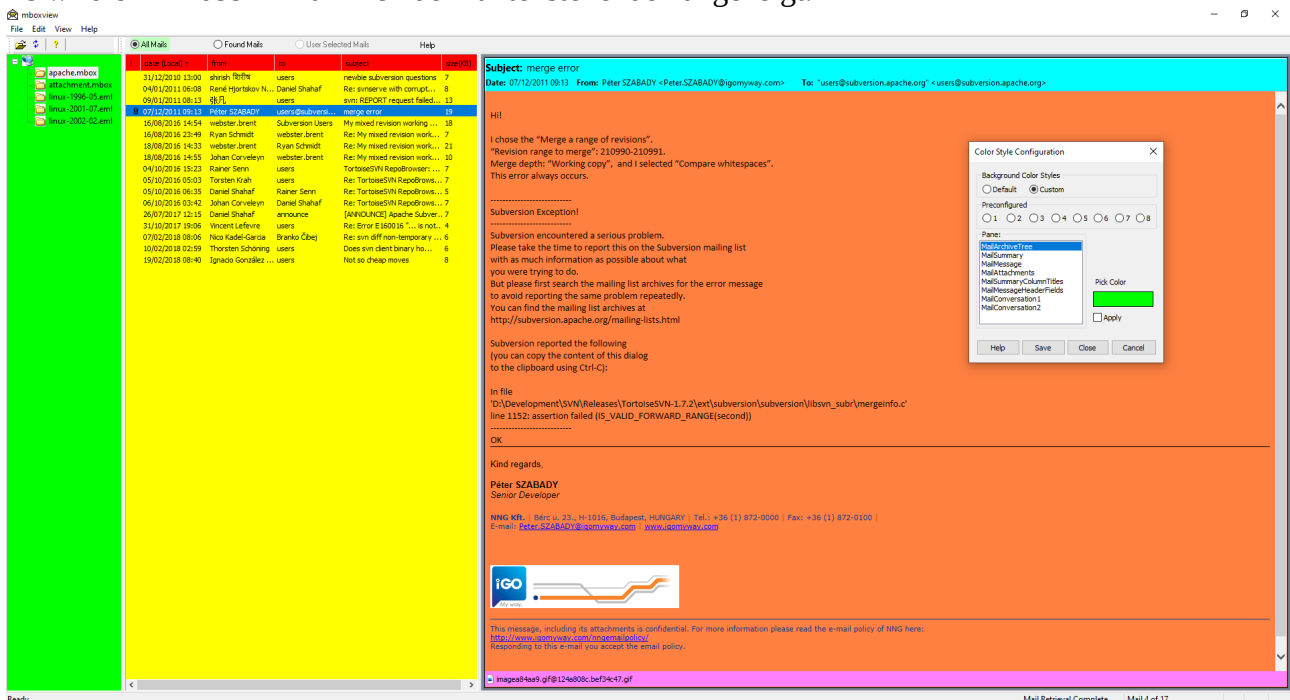 mboxview
File Edit View Help
All Mails Found Mails User Selected Mails Help
apache.mbox
attachment.mbox
linux-1996-05.eml
linux-2001-07.eml
linux-2002-02.eml
! date (Local) from to subject size(KB)
31/12/2010 13:00 shirish शिरीष users newbie subversion questions 7
04/01/2011 06:08 René Hjortskov N... Daniel Shahaf Re: svnserve with corrupt... 8
09/01/2011 08:13 张凡 users svn: REPORT request failed... 13
07/12/2011 09:13 Péter SZABADY users@subversi... merge error 19
16/08/2016 14:54 webster.brent Subversion Users My mixed revision working ... 18
16/08/2016 23:49 Ryan Schmidt webster.brent Re: My mixed revision work... 7
18/08/2016 14:33 webster.brent Ryan Schmidt Re: My mixed revision work... 21
18/08/2016 14:55 Johan Corveleyn webster.brent Re: My mixed revision work... 10
04/10/2016 15:23 Rainer Senn users TortoiseSVN RepoBrowser: ... 7
05/10/2016 05:03 Torsten Krah users Re: TortoiseSVN RepoBrows... 7
05/10/2016 06:35 Daniel Shahaf Rainer Senn Re: TortoiseSVN RepoBrows... 5
06/10/2016 03:42 Johan Corveleyn Daniel Shahaf Re: TortoiseSVN RepoBrows... 7
26/07/2017 12:15 Daniel Shahaf announce [ANNOUNCE] Apache Subver... 7
31/10/2017 19:06 Vincent Lefevre users Re: Error E160016 "... is not... 4
07/02/2018 08:06 Nico Kadel-Garcia Branko Čibej Re: svn diff non-temporary ... 6
10/02/2018 02:59 Thorsten Schöning users Does svn client binary ho... 6
19/02/2018 08:40 Ignacio González ... users Not so cheap moves 8
Subject: merge error
Date: 07/12/2011 09:13 From: Péter SZABADY <Peter.SZABADY@igomyway.com> To: "users@subversion.apache.org" <users@subversion.apache.org>
Hi!
I chose the “Merge a range of revisions”.
“Revision range to merge”: 210990-210991.
Merge depth: “Working copy”, and I selected “Compare whitespaces”.
This error always occurs.
---------------------------
Subversion Exception!
---------------------------
Subversion encountered a serious problem.
Please take the time to report this on the Subversion mailing list
with as much information as possible about what
you were trying to do.
But please first search the mailing list archives for the error message
to avoid reporting the same problem repeatedly.
You can find the mailing list archives at
http://subversion.apache.org/mailing-lists.html
Subversion reported the following
(you can copy the content of this dialog
to the clipboard using Ctrl-C):
In file
'D:\Development\SVN\Releases\TortoiseSVN-1.7.2\ext\subversion\subversion\libsvn_subr\mergeinfo.c'
line 1152: assertion failed (IS_VALID_FORWARD_RANGE(second))
---------------------------
OK
Kind regards,
Péter SZABADY
Senior Developer
NNG Kft. | Bérc u. 23., H-1016, Budapest, HUNGARY | Tel.: +36 (1) 872-0000 | Fax: +36 (1) 872-0100 |
E-mail: Peter.SZABADY@igomyway.com | www.igomyway.com
iGO
My way.
This message, including its attachments is confidential. For more information please read the e-mail policy of NNG here:
http://www.igomyway.com/nngemailpolicy/
Responding to this e-mail you accept the email policy.
imagea84aa9.gif@124a808c.bef34c47.gif
Color Style Configuration
Background Color Styles
Default Custom
Preconfigured
1 2 3 4 5 6 7 8
Pane:
MailArchiveTree
MailSummary
MailMessage
MailAttachments
MailSummaryColumnTitles
MailMessageHeaderFields
MailConversation1
MailConversation2
Pick Color
Apply
Help Save Close Cancel
Ready
Mail Retrieval Complete Mail 4 of 17